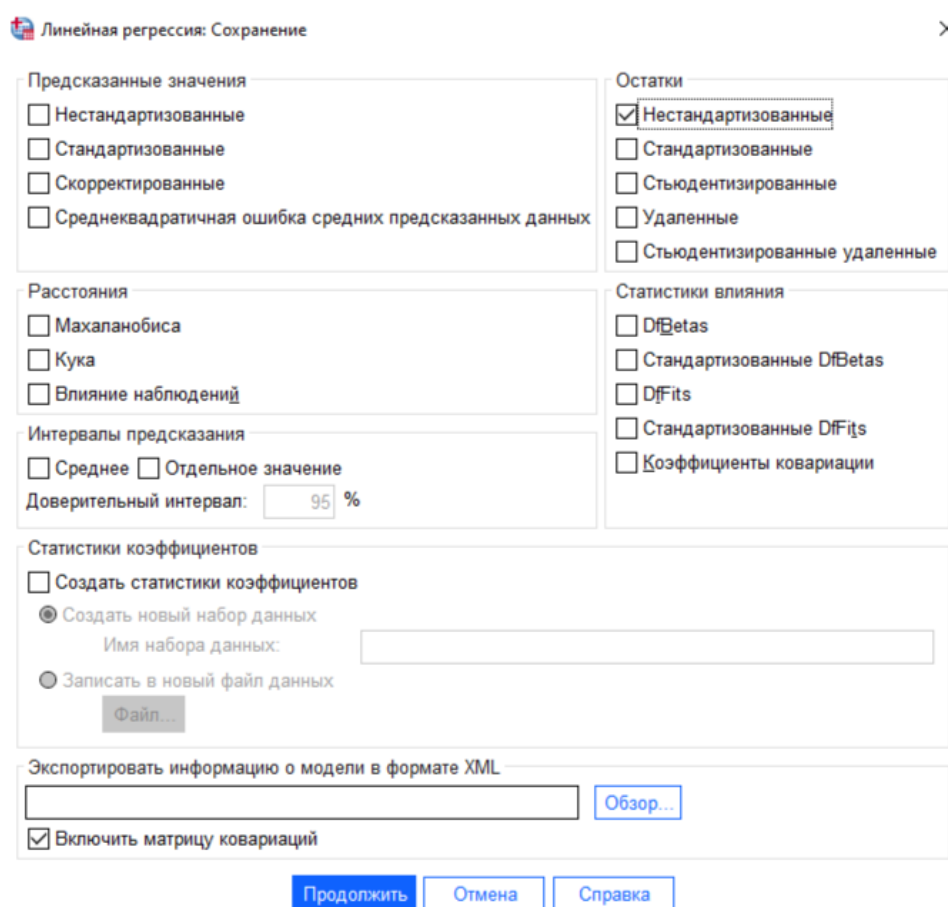 Линейная регрессия: Сохранение
Предсказанные значения
Нестандартизованные
Стандартизованные
Скорректированные
Среднеквадратичная ошибка средних предсказанных данных
Остатки
Нестандартизованные
Стандартизованные
Стьюдентизированные
Удаленные
Стьюдентизированные удаленные
Расстояния
Махаланобиса
Кука
Влияние наблюдений
Статистики влияния
DfBetas
Стандартизованные DfBetas
DfFits
Стандартизованные DfFits
Коэффициенты ковариации
Интервалы предсказания
Среднее Отдельное значение
Доверительный интервал: 95 %
Статистики коэффициентов
Создать статистики коэффициентов
Создать новый набор данных
Имя набора данных:
Записать в новый файл данных
Файл...
Экспортировать информацию о модели в формате XML
Обзор...
Включить матрицу ковариаций
Продолжить Отмена Справка